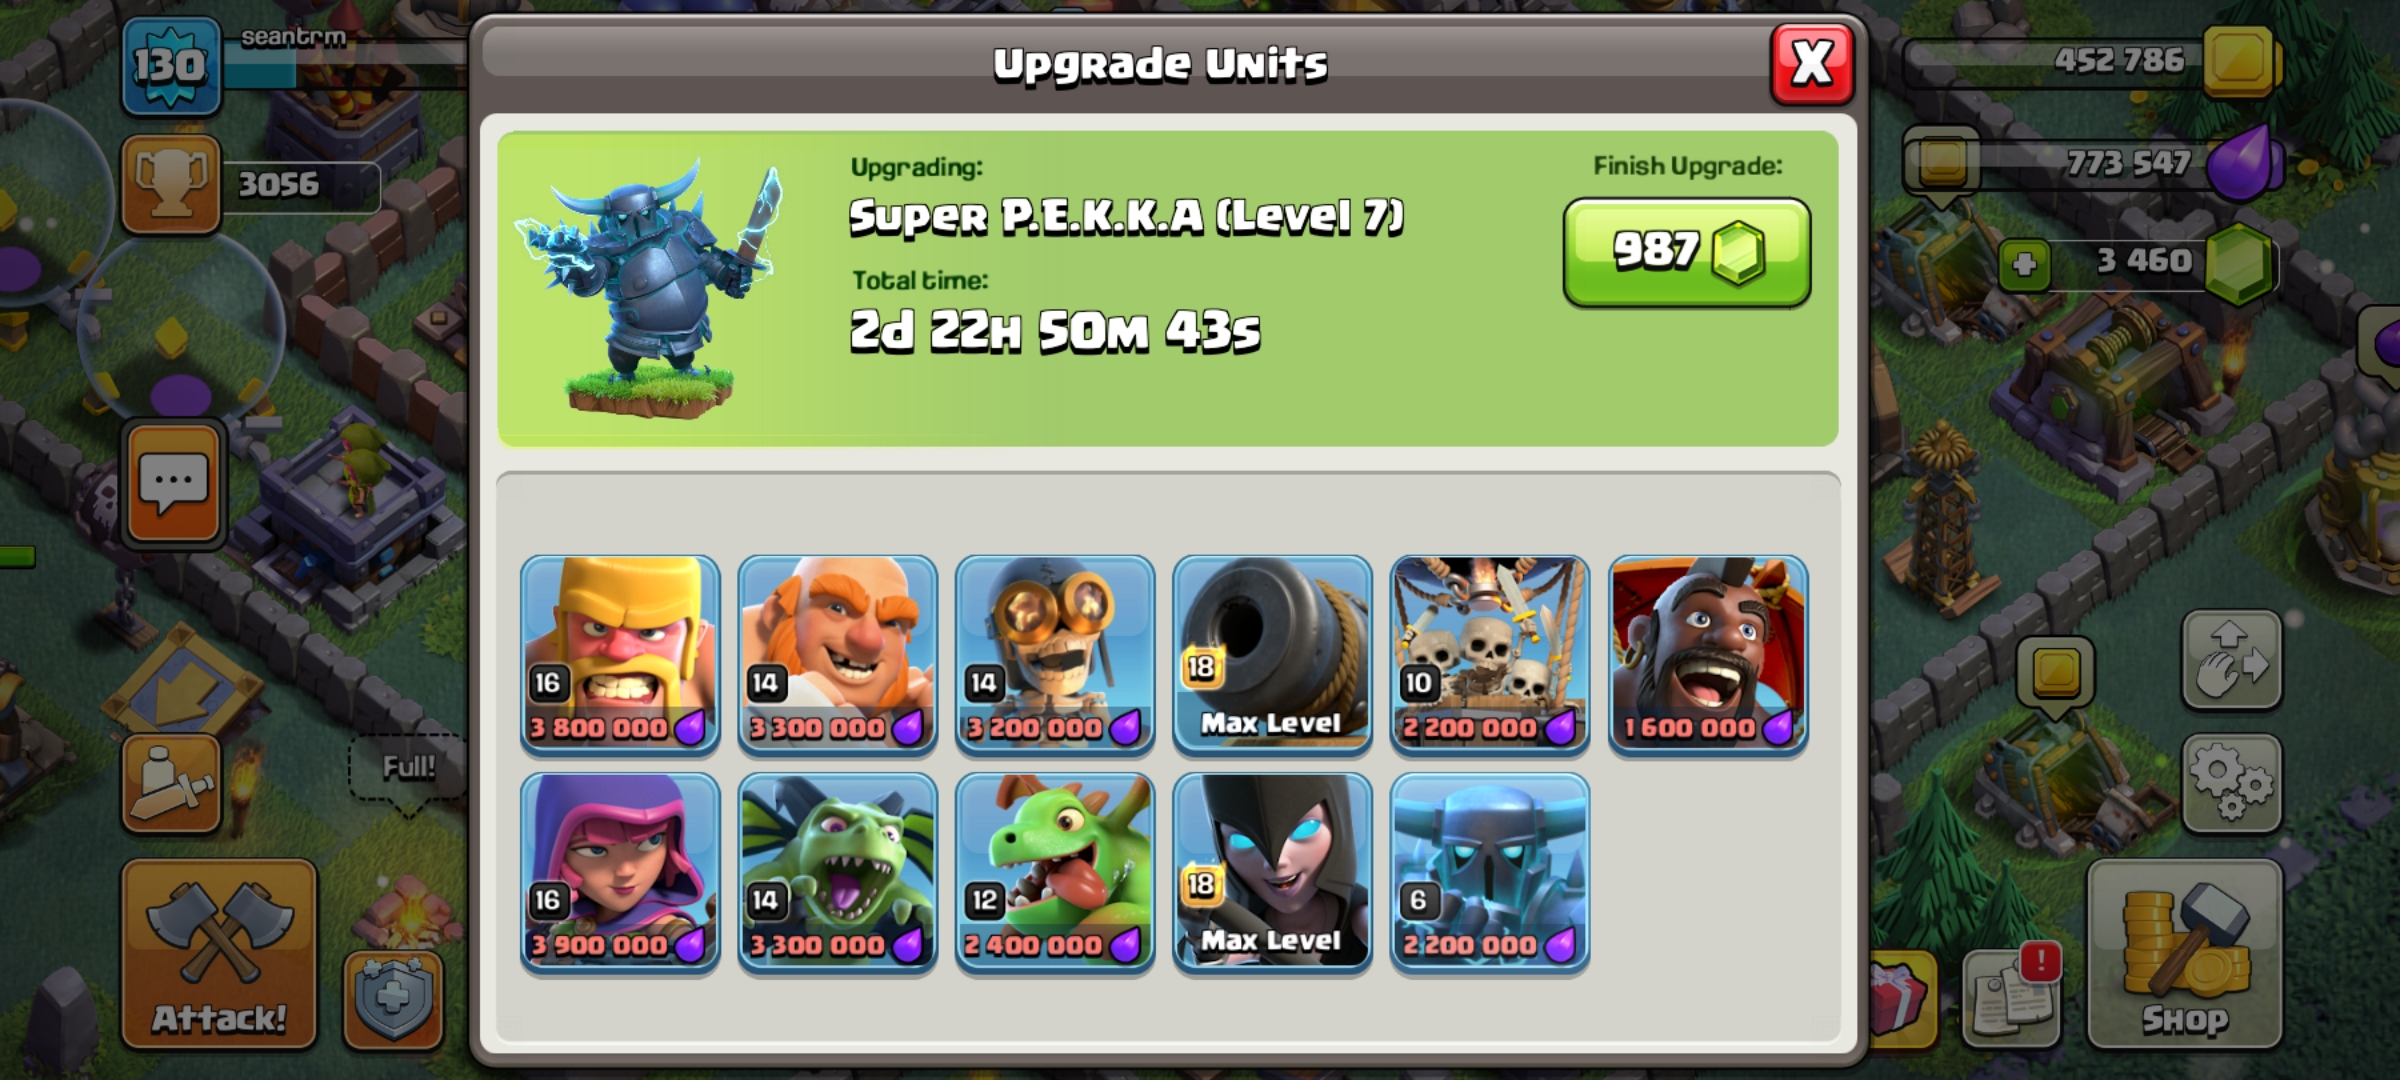 130
seantrm
Upgrade Units
X
452 786
3056
Upgrading:
Super P.E.K.K.A (Level 7)
Total time:
2d 22H 50M 43s
Finish Upgrade:
987
773 547
3 460
16
3 800 000
14
3 300 000
14
3 200 000
18
Max Level
10
2 200 000
1 600 000
Full!
16
3 900 000
14
3 300 000
12
2 400 000
18
Max Level
6
2 200 000
Attack!
!
Shop